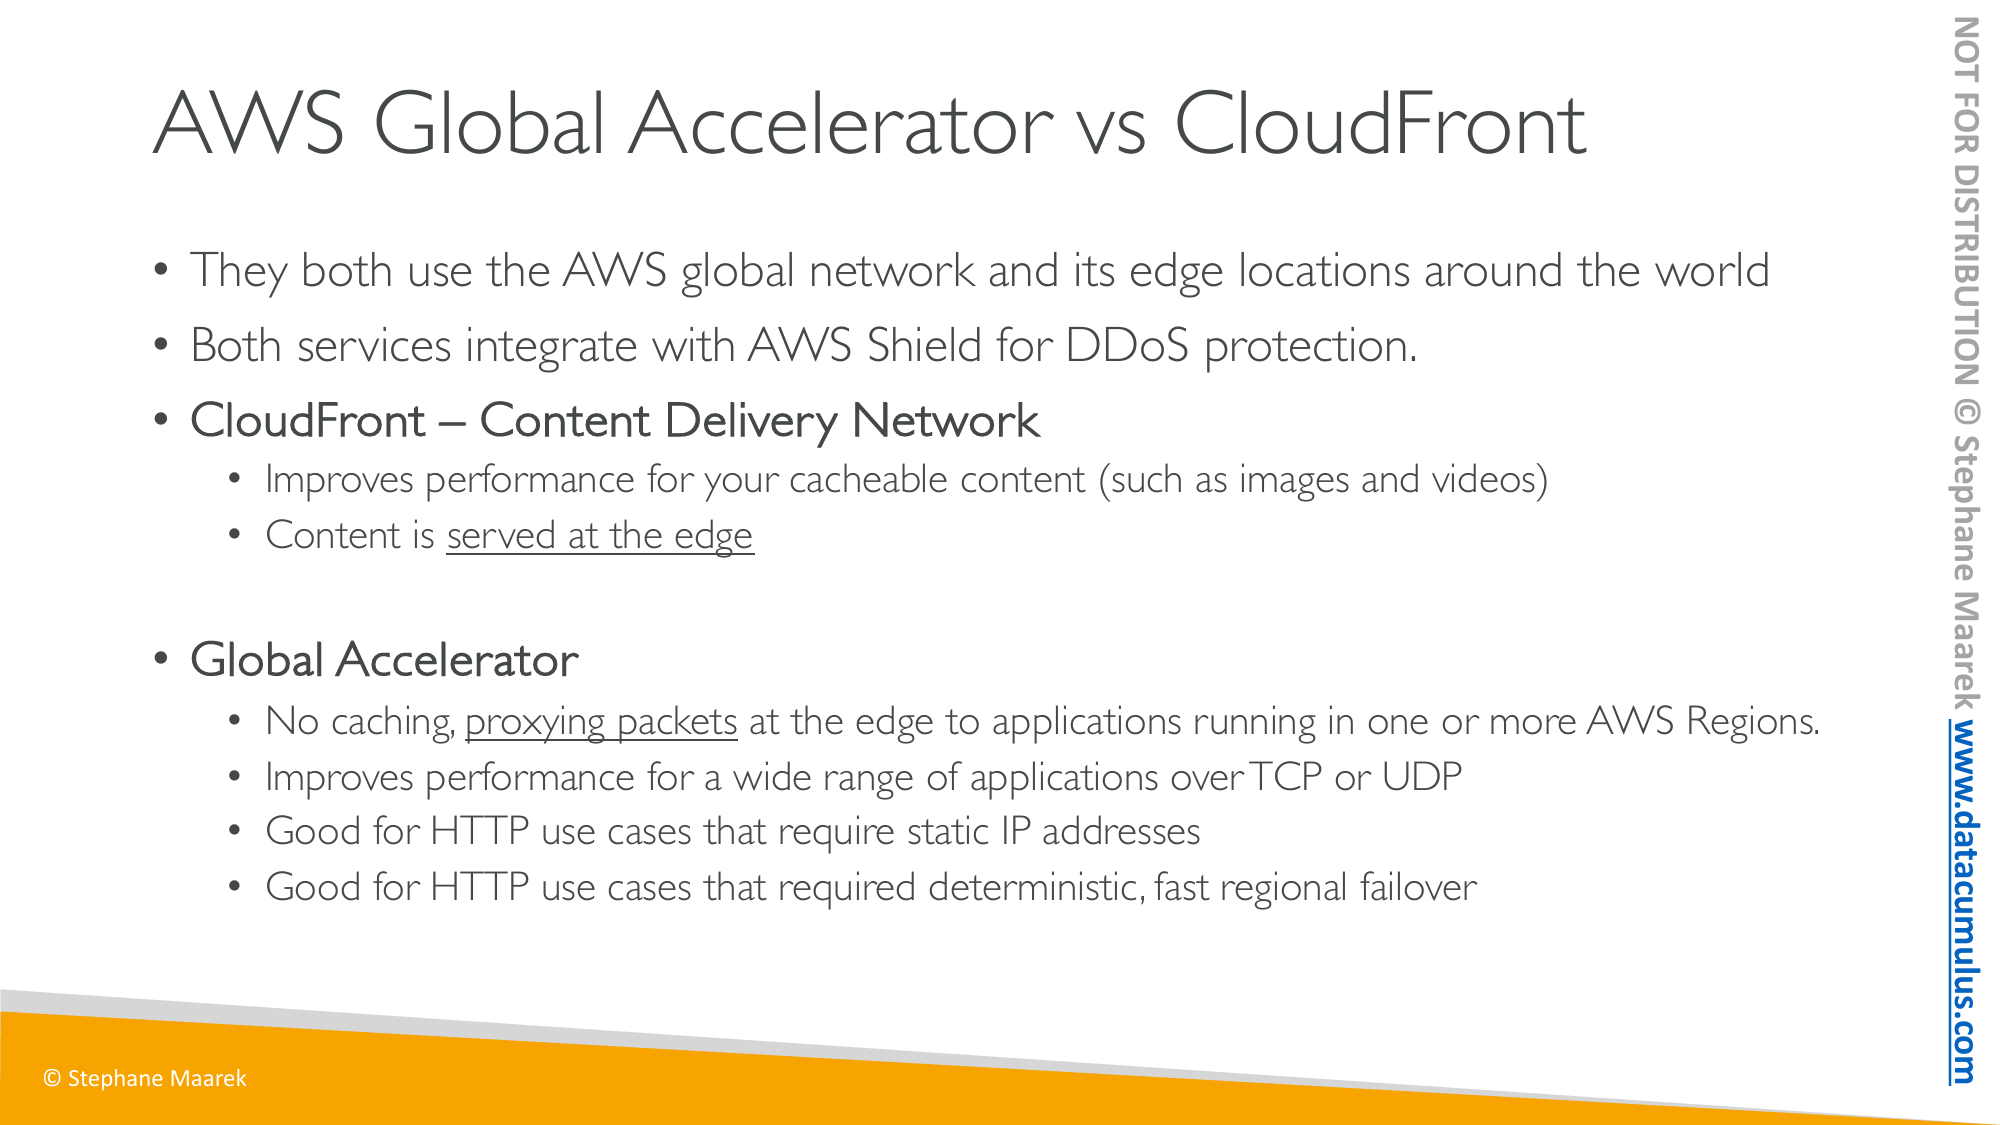 AWS Global Accelerator vs CloudFront
• They both use the AWS global network and its edge locations around the world
• Both services integrate with AWS Shield for DDoS protection.
• CloudFront – Content Delivery Network
• Improves performance for your cacheable content (such as images and videos)
• Content is served at the edge
• Global Accelerator
• No caching, proxying packets at the edge to applications running in one or more AWS Regions.
• Improves performance for a wide range of applications over TCP or UDP
• Good for HTTP use cases that require static IP addresses
• Good for HTTP use cases that required deterministic, fast regional failover
© Stephane Maarek
NOT FOR DISTRIBUTION © Stephane Maarek www.datacumulus.com